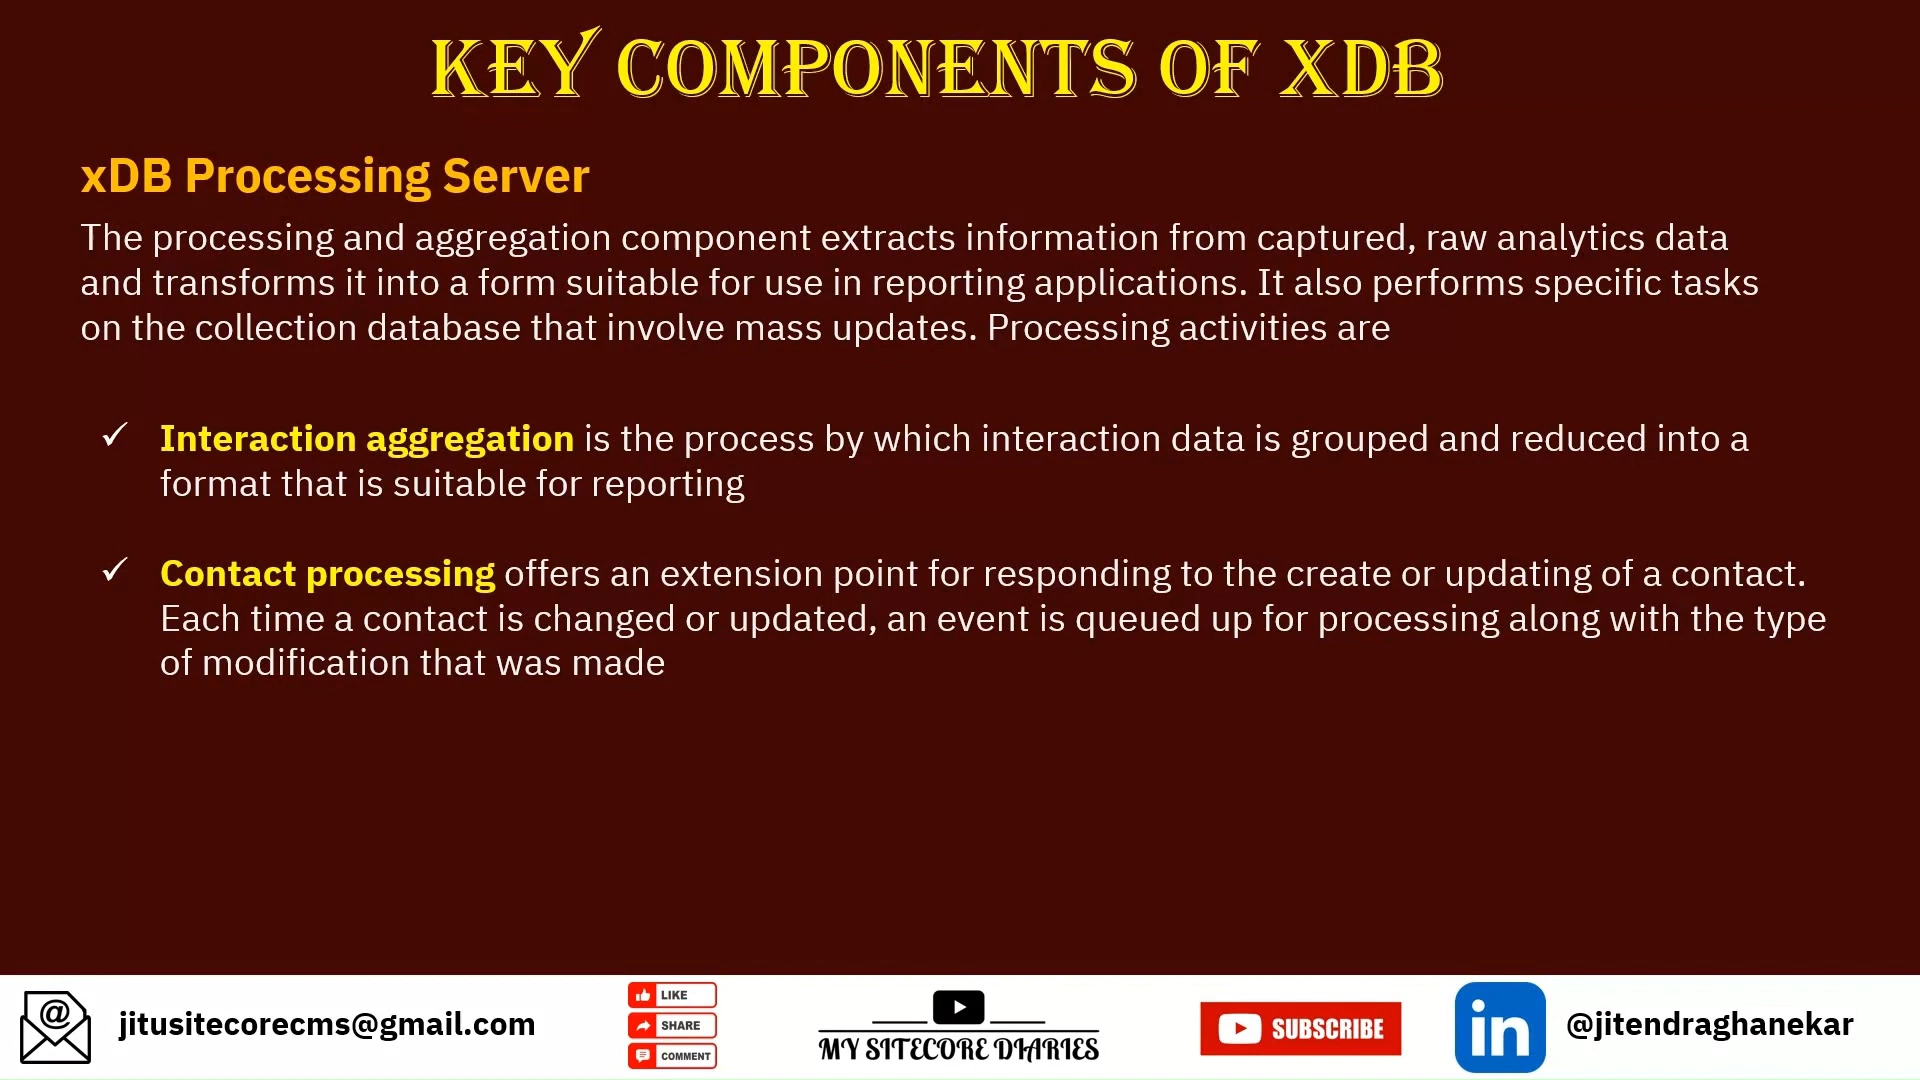 KEY COMPONENTS OF XDB
xDB Processing Server
The processing and aggregation component extracts information from captured, raw analytics data
and transforms it into a form suitable for use in reporting applications. It also performs specific tasks
on the collection database that involve mass updates. Processing activities are
✓ Interaction aggregation is the process by which interaction data is grouped and reduced into a
format that is suitable for reporting
✓ Contact processing offers an extension point for responding to the create or updating of a contact.
Each time a contact is changed or updated, an event is queued up for processing along with the type
of modification that was made
@
jitusitecorecms@gmail.com
LIKE
SHARE
COMMENT
MY SITECORE DIARIES
SUBSCRIBE
in
@jitendraghanekar